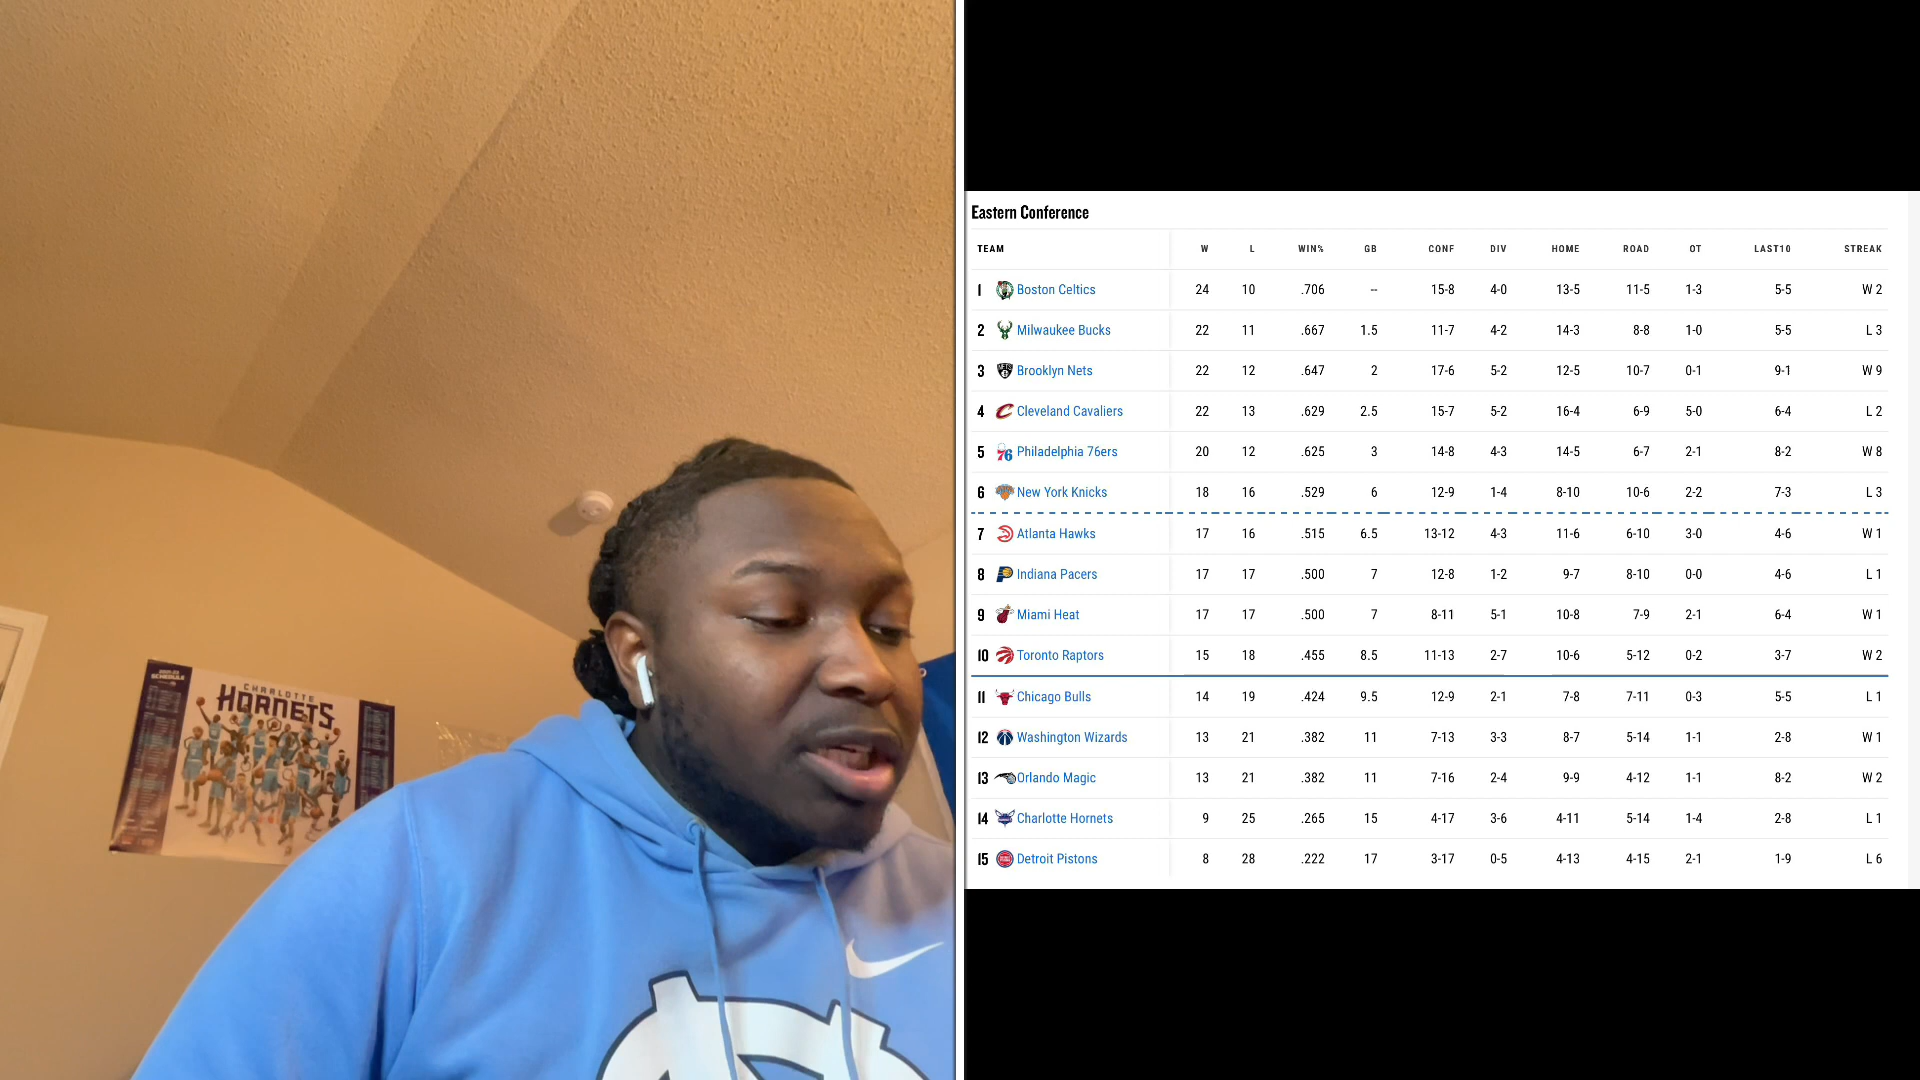 CHARLOTTE
HORNETS
SCHEDULE
Eastern Conference
TEAM W L WIN% GB CONF DIV HOME ROAD OT LAST10 STREAK
1 Boston Celtics 24 10 .706 -- 15-8 4-0 13-5 11-5 1-3 5-5 W 2
2 Milwaukee Bucks 22 11 .667 1.5 11-7 4-2 14-3 8-8 1-0 5-5 L 3
3 Brooklyn Nets 22 12 .647 2 17-6 5-2 12-5 10-7 0-1 9-1 W 9
4 Cleveland Cavaliers 22 13 .629 2.5 15-7 5-2 16-4 6-9 5-0 6-4 L 2
5 Philadelphia 76ers 20 12 .625 3 14-8 4-3 14-5 6-7 2-1 8-2 W 8
6 New York Knicks 18 16 .529 6 12-9 1-4 8-10 10-6 2-2 7-3 L 3
7 Atlanta Hawks 17 16 .515 6.5 13-12 4-3 11-6 6-10 3-0 4-6 W 1
8 Indiana Pacers 17 17 .500 7 12-8 1-2 9-7 8-10 0-0 4-6 L 1
9 Miami Heat 17 17 .500 7 8-11 5-1 10-8 7-9 2-1 6-4 W 1
10 Toronto Raptors 15 18 .455 8.5 11-13 2-7 10-6 5-12 0-2 3-7 W 2
11 Chicago Bulls 14 19 .424 9.5 12-9 2-1 7-8 7-11 0-3 5-5 L 1
12 Washington Wizards 13 21 .382 11 7-13 3-3 8-7 5-14 1-1 2-8 W 1
13 Orlando Magic 13 21 .382 11 7-16 2-4 9-9 4-12 1-1 8-2 W 2
14 Charlotte Hornets 9 25 .265 15 4-17 3-6 4-11 5-14 1-4 2-8 L 1
15 Detroit Pistons 8 28 .222 17 3-17 0-5 4-13 4-15 2-1 1-9 L 6